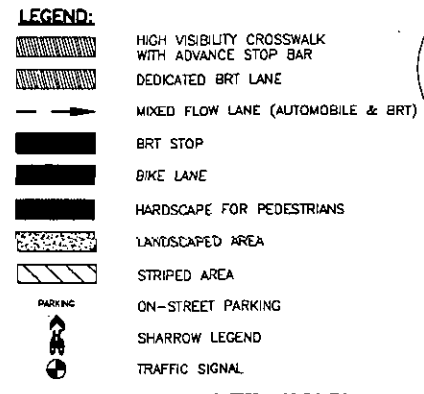 LEGEND:
HIGH VISIBILITY CROSSWALK
WITH ADVANCE STOP BAR
DEDICATED BRT LANE
MIXED FLOW LANE (AUTOMOBILE & BRT)
BRT STOP
BIKE LANE
HARDSCAPE FOR PEDESTRIANS
LANDSCAPED AREA
STRIPED AREA
PARKING ON-STREET PARKING
SHARROW LEGEND
TRAFFIC SIGNAL